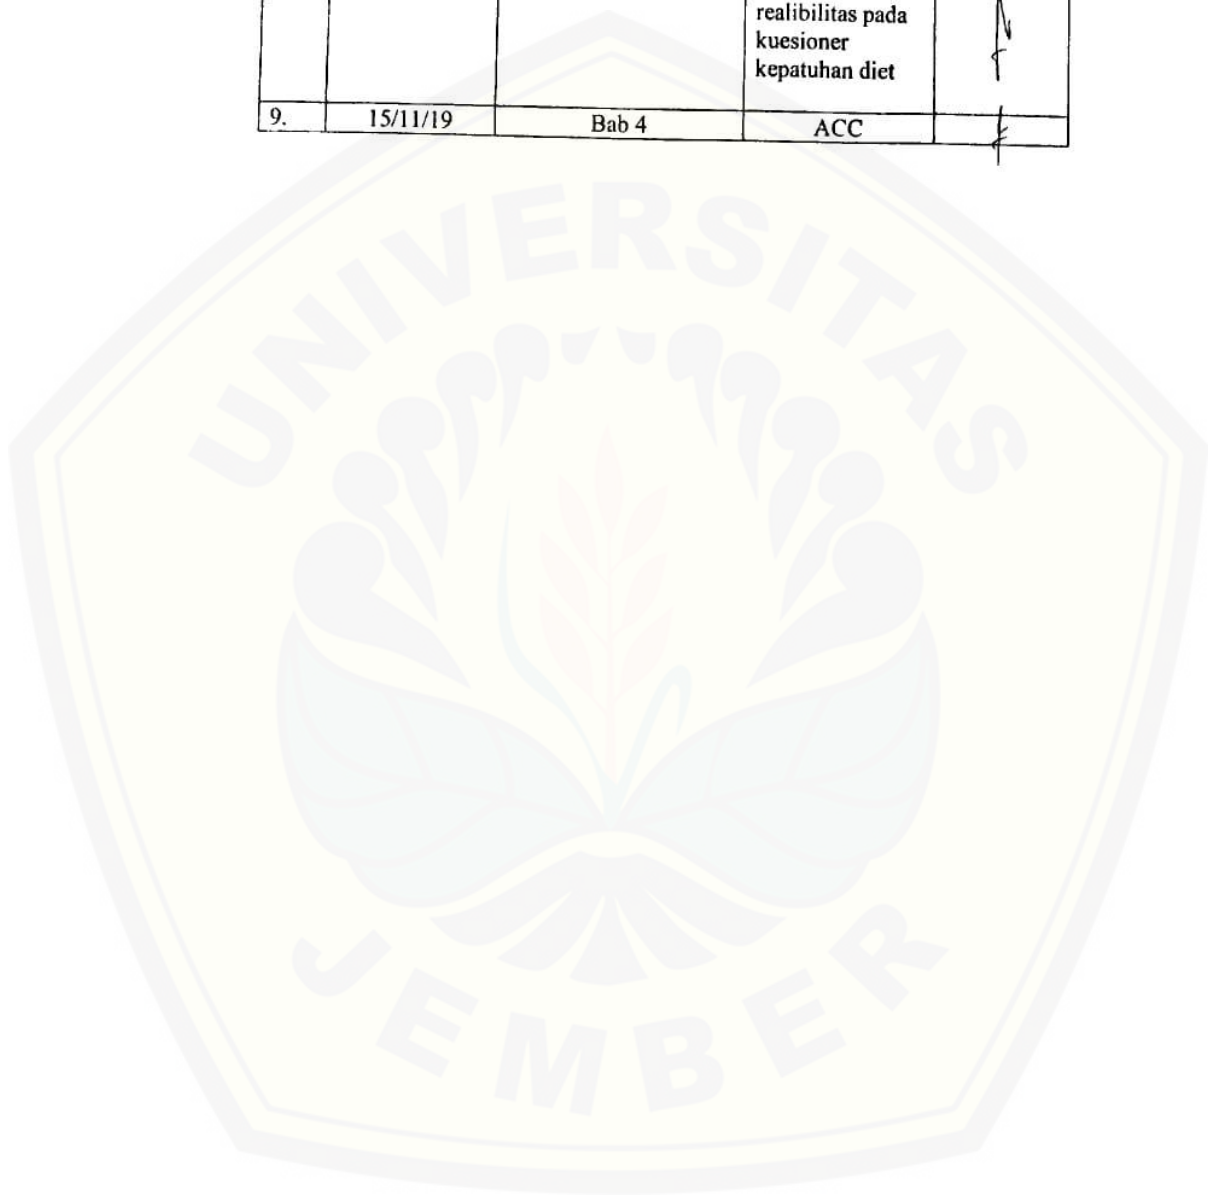 realibilitas pada
kuesioner
kepatuhan diet
9. 15/11/19 Bab 4 ACC
UNIVERSITAS
JEMBER